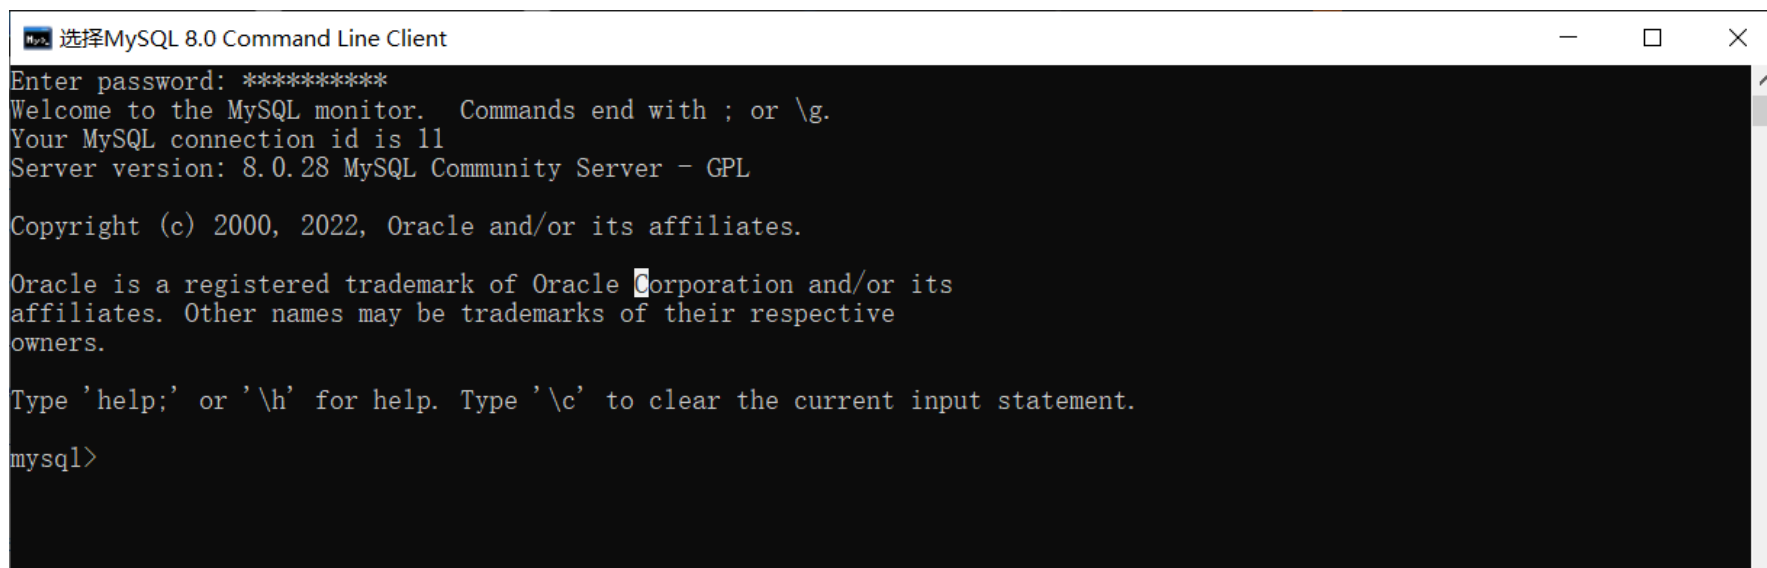 选择MySQL 8.0 Command Line Client
Enter password: **********
Welcome to the MySQL monitor.  Commands end with ; or \g.
Your MySQL connection id is 11
Server version: 8.0.28 MySQL Community Server - GPL
Copyright (c) 2000, 2022, Oracle and/or its affiliates.
Oracle is a registered trademark of Oracle Corporation and/or its
affiliates. Other names may be trademarks of their respective
owners.
Type 'help;' or '\h' for help. Type '\c' to clear the current input statement.
mysql>